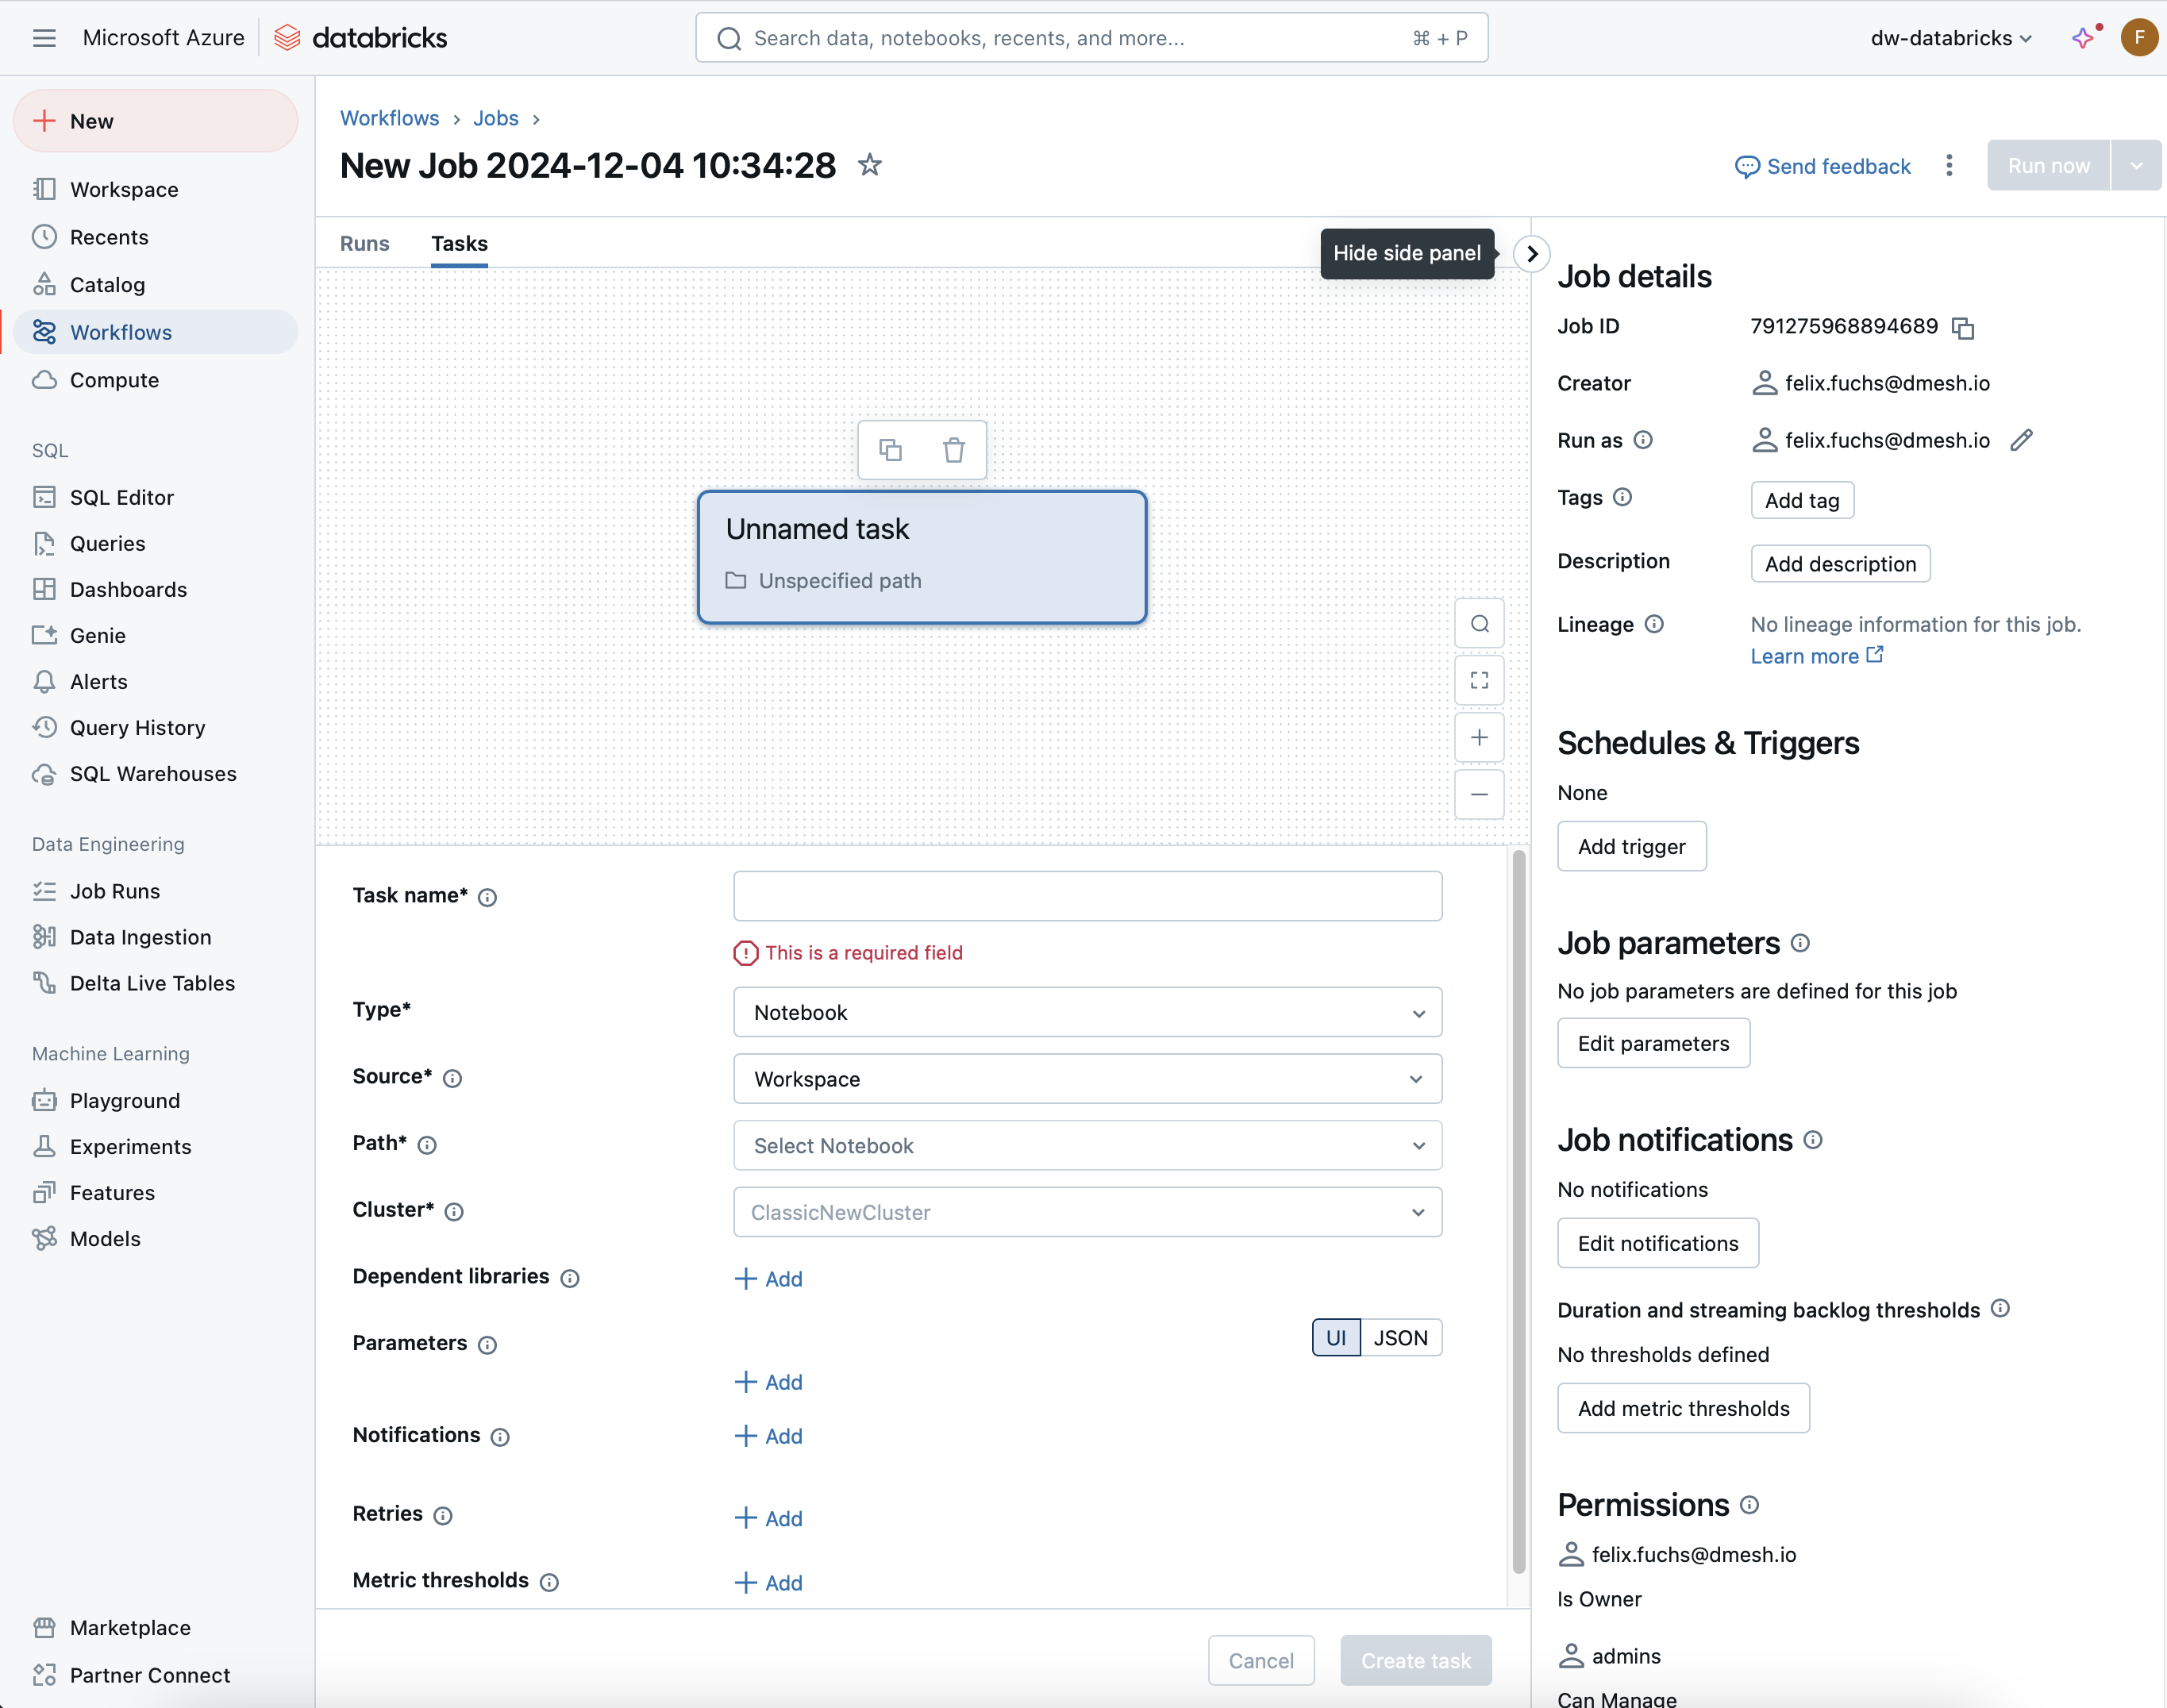 Microsoft Azure
databricks
Search data, notebooks, recents, and more...
⌘ + P
dw-databricks
F
New
Workspace
Recents
Catalog
Workflows
Compute
SQL
SQL Editor
Queries
Dashboards
Genie
Alerts
Query History
SQL Warehouses
Data Engineering
Job Runs
Data Ingestion
Delta Live Tables
Machine Learning
Playground
Experiments
Features
Models
Marketplace
Partner Connect
Workflows › Jobs ›
New Job 2024-12-04 10:34:28
Send feedback
Run now
Runs
Tasks
Hide side panel
Unnamed task
Unspecified path
Task name*
This is a required field
Type*
Notebook
Source*
Workspace
Path*
Select Notebook
Cluster*
ClassicNewCluster
Dependent libraries
Add
Parameters
UI
JSON
Add
Notifications
Add
Retries
Add
Metric thresholds
Add
Cancel
Create task
Job details
Job ID
791275968894689
Creator
felix.fuchs@dmesh.io
Run as
felix.fuchs@dmesh.io
Tags
Add tag
Description
Add description
Lineage
No lineage information for this job.
Learn more
Schedules & Triggers
None
Add trigger
Job parameters
No job parameters are defined for this job
Edit parameters
Job notifications
No notifications
Edit notifications
Duration and streaming backlog thresholds
No thresholds defined
Add metric thresholds
Permissions
felix.fuchs@dmesh.io
Is Owner
admins
Can Manage